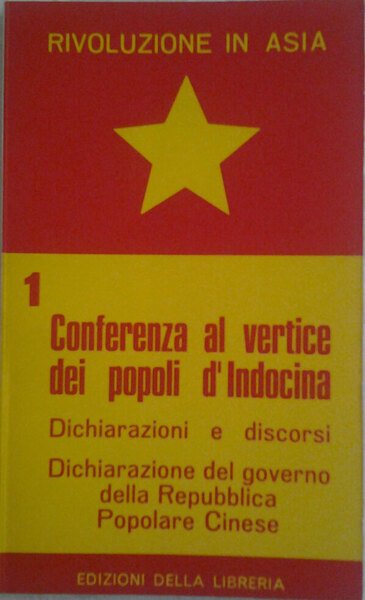 RIVOLUZIONE IN ASIA
1
Conferenza al vertice
dei popoli d'Indocina
Dichiarazioni e discorsi
Dichiarazione del governo
della Repubblica
Popolare Cinese
EDIZIONI DELLA LIBRERIA